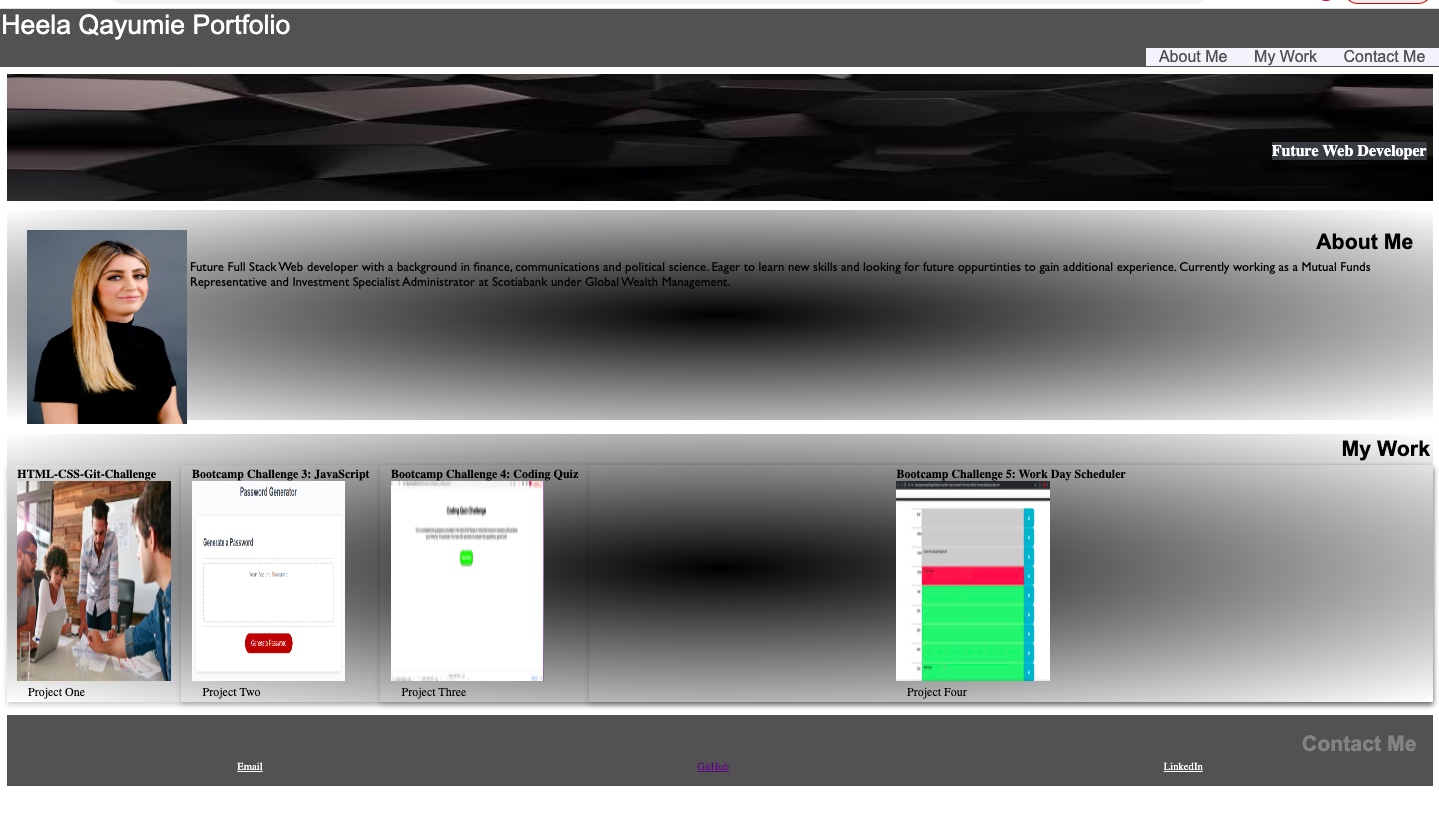 Heela Qayumie Portfolio
About Me My Work Contact Me
Future Web Developer
About Me
Future Full Stack Web developer with a background in finance, communications and political science. Eager to learn new skills and looking for future oppurtinties to gain additional experience. Currently working as a Mutual Funds
Representative and Investment Specialist Administrator at Scotiabank under Global Wealth Management.
My Work
HTML-CSS-Git-Challenge
Bootcamp Challenge 3: JavaScript
Bootcamp Challenge 4: Coding Quiz
Bootcamp Challenge 5: Work Day Scheduler
Password Generator
Generate a Password
Your Secure Password
Generate Password
Coding Quiz Challenge
Project One
Project Two
Project Three
Project Four
Contact Me
Email
GitHub
LinkedIn